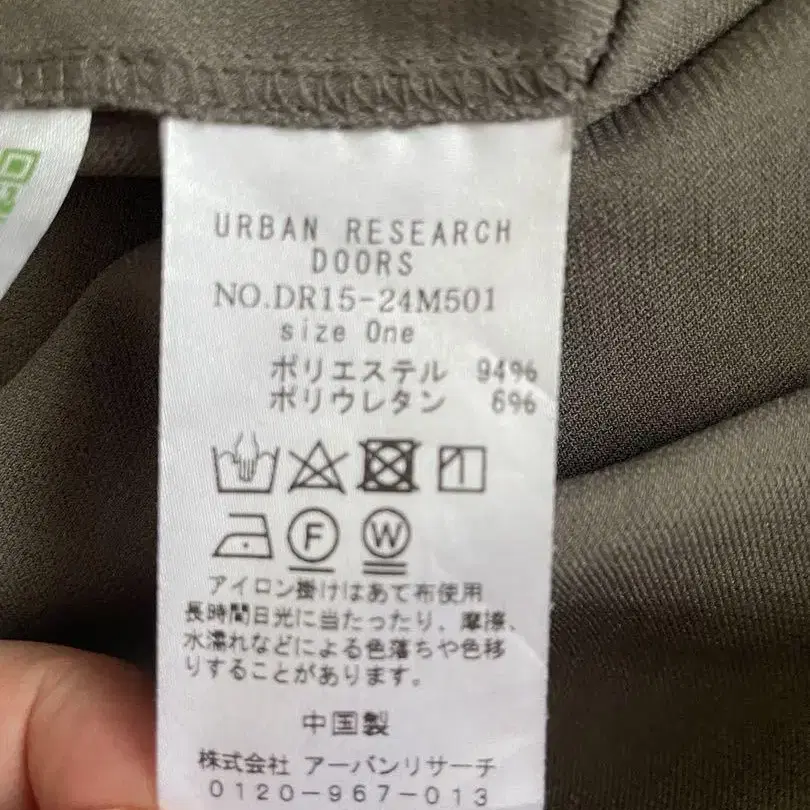 URBAN RESEARCH
DOORS
NO.DR15-24M501
size One
ポリエステル 94%
ポリウレタン 6%
F W
アイロン掛けはあて布使用
長時間日光に当たったり、摩擦、
水濡れなどによる色落ちや色移
りすることがあります。
中国製
株式会社 アーバンリサーチ
0120-967-013